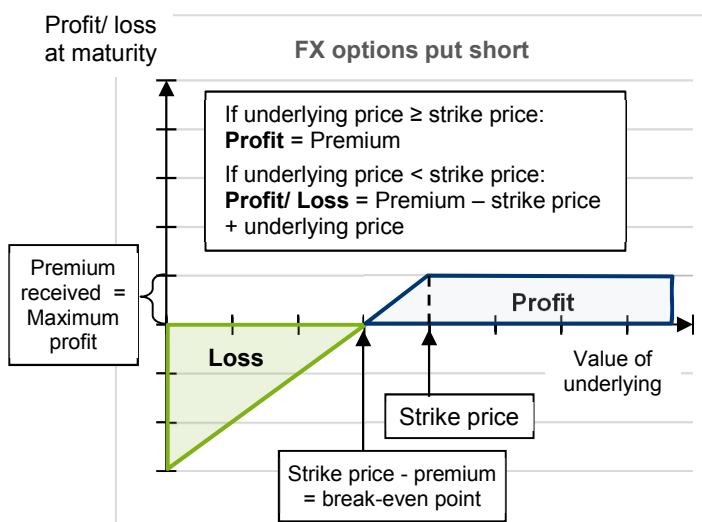 Profit/ loss
at maturity
FX options put short
If underlying price ≥ strike price:
Profit = Premium
If underlying price < strike price:
Profit/ Loss = Premium – strike price
+ underlying price
Premium
received =
Maximum
profit
Profit
Loss
Value of
underlying
Strike price
Strike price - premium
= break-even point